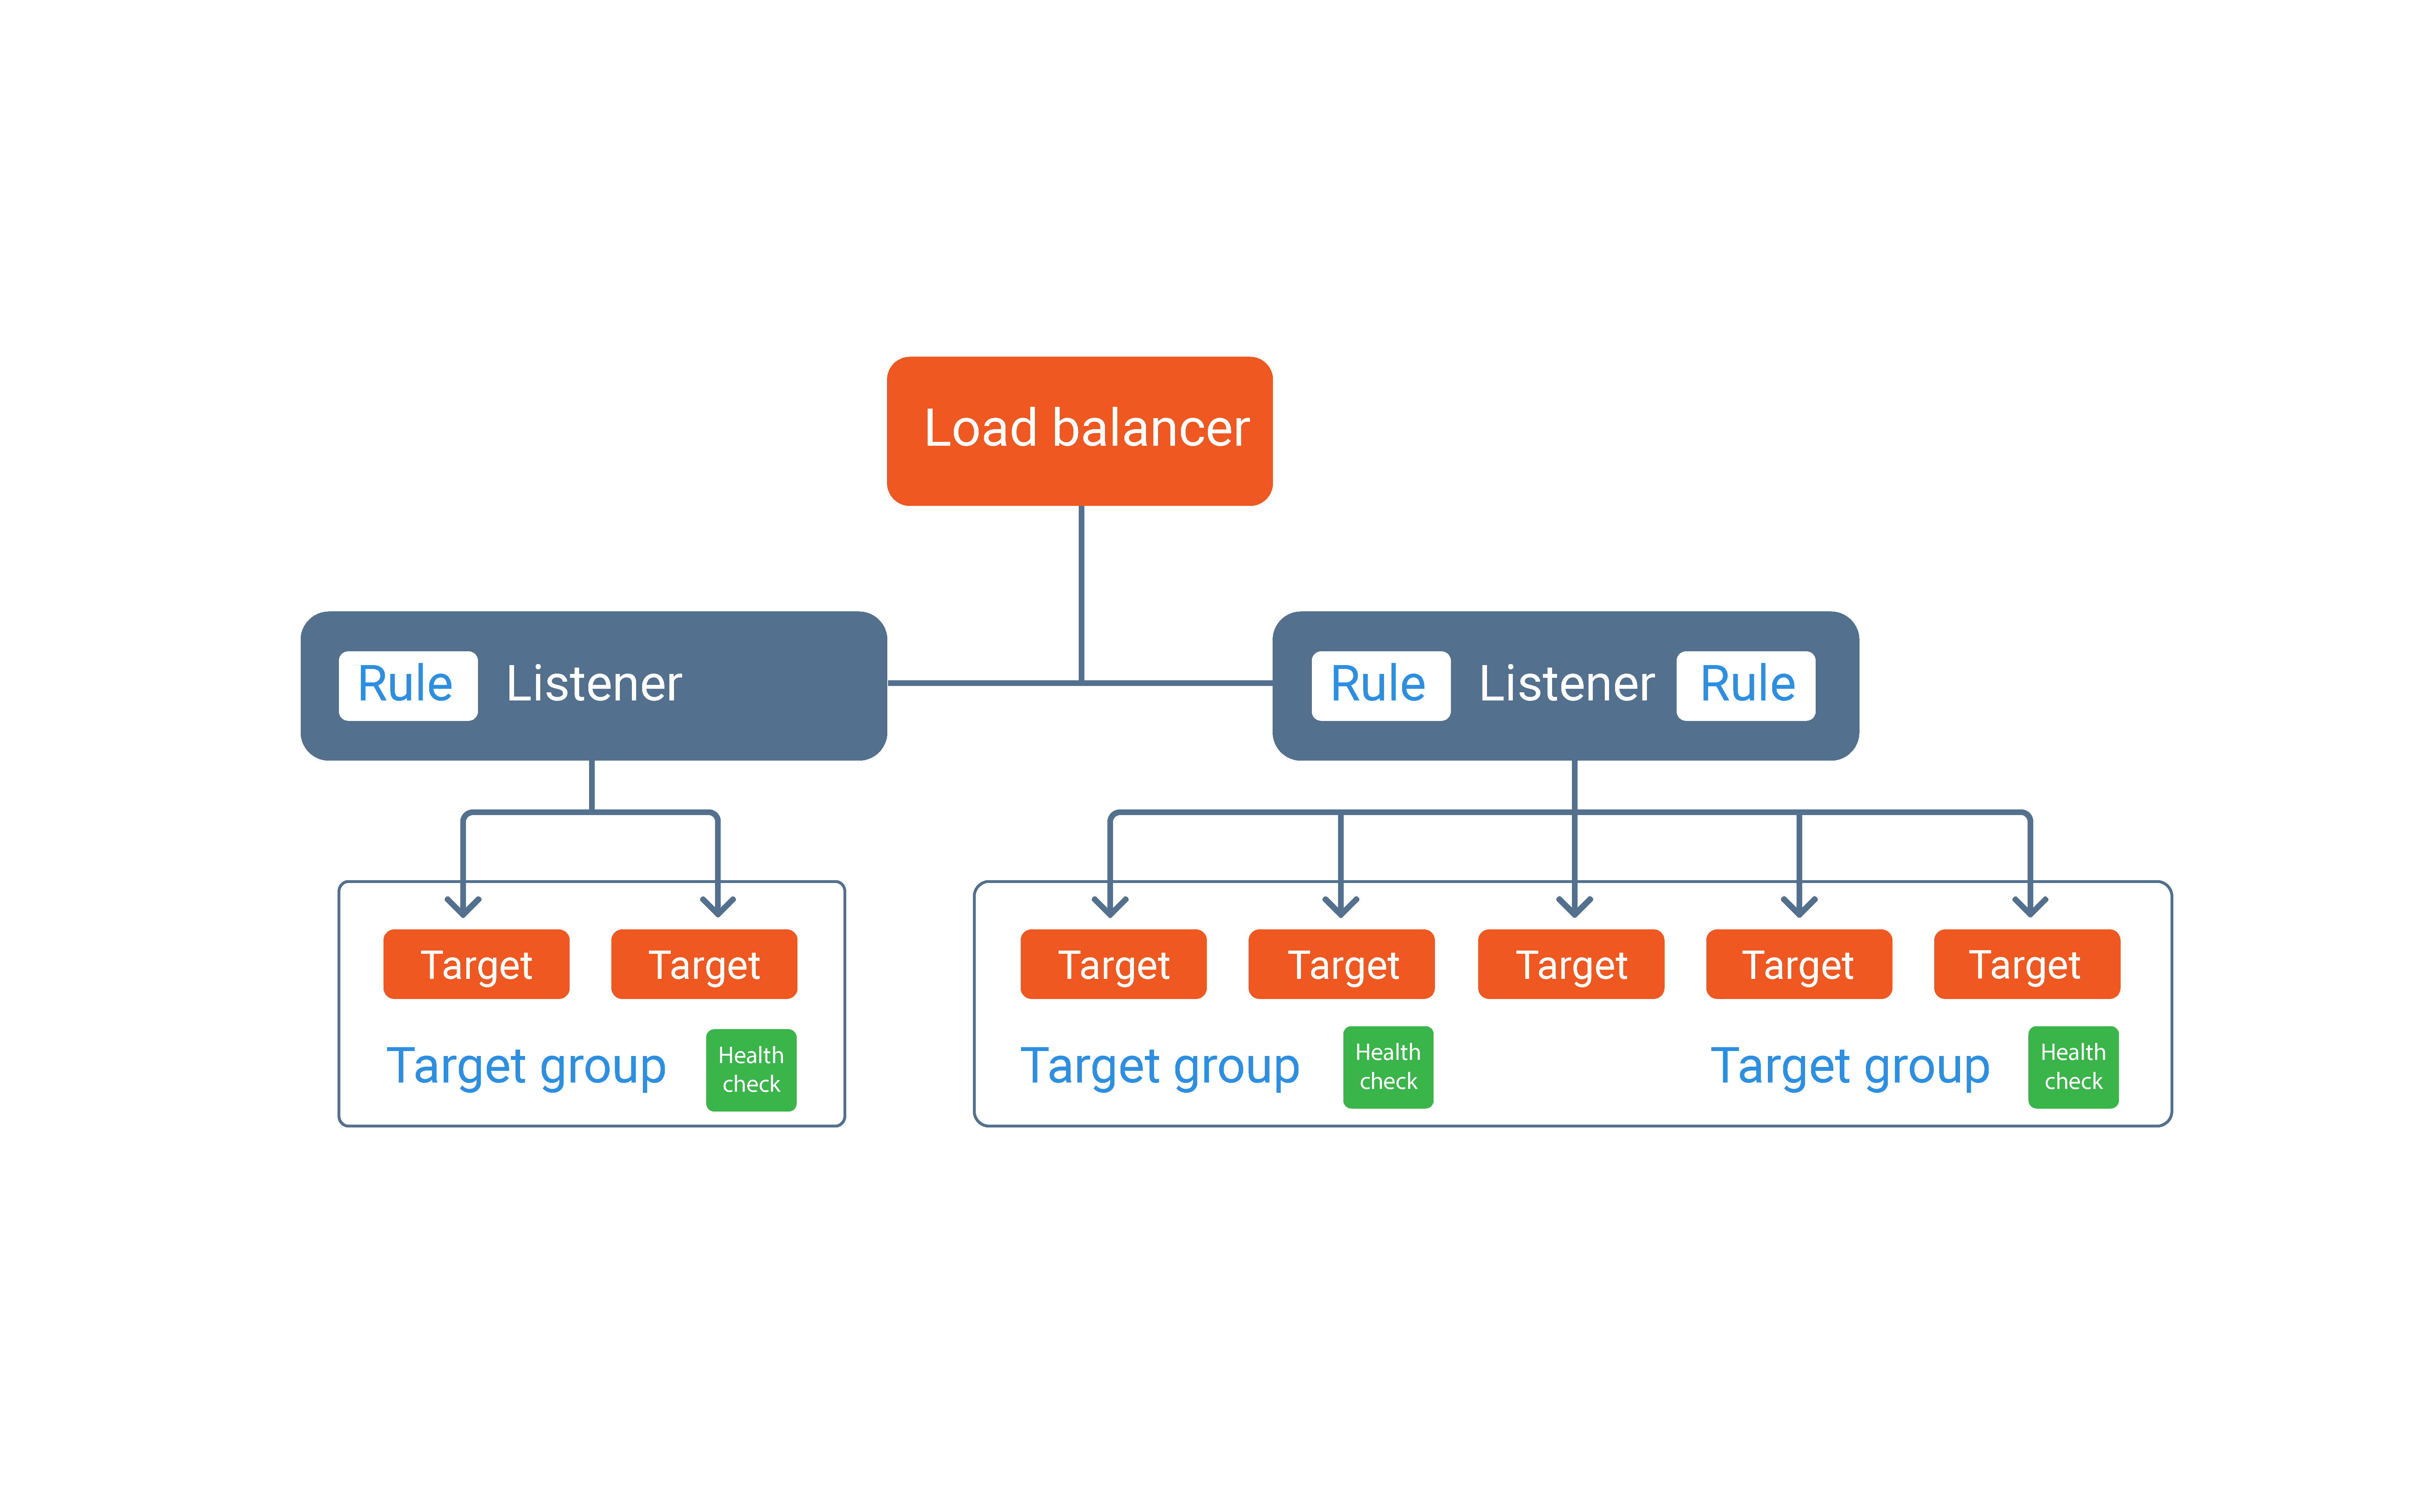 Load balancer
Rule Listener
Rule Listener Rule
Target Target
Target Target Target Target Target
Target group
Health
check
Target group
Health
check
Target group
Health
check